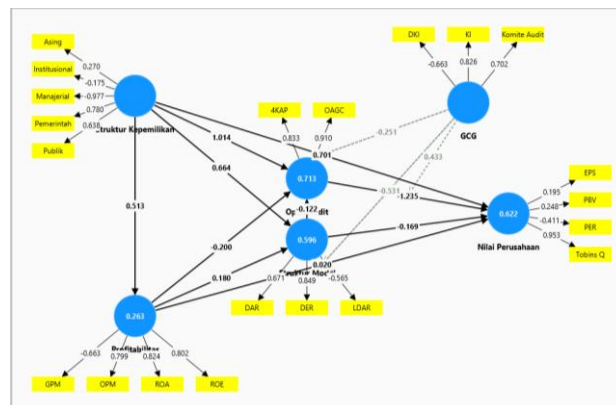 Asing
Institusional
Manajerial
Pemerintah
Publik
0.270
-0.175
-0.977
0.780
0.638
Struktur Kepemilikan
DKI
KI
Komite Audit
-0.663
0.826
0.702
GCG
4KAP
OAGC
0.833
0.910
-0.251
1.014
0.701
0.664
0.433
0.713
-0.531
-1.235
-0.122
0.513
-0.200
0.596
-0.169
0.180
0.020
0.622
Nilai Perusahaan
EPS
PBV
PER
Tobins Q
0.195
0.248
-0.411
0.953
0.671
0.849
-0.565
DAR
DER
LDAR
0.263
Profitabilitas
-0.663
0.799
0.824
0.802
GPM
OPM
ROA
ROE